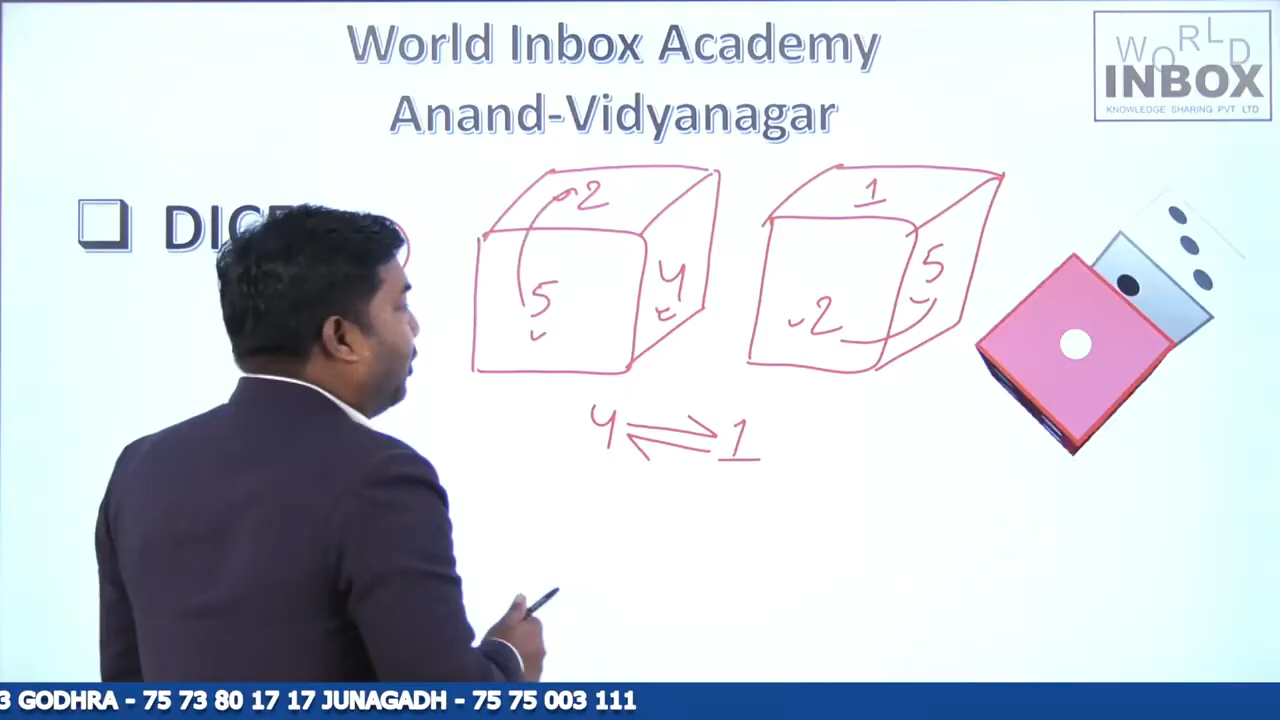 World Inbox Academy
Anand-Vidyanagar
WORLD
INBOX
KNOWLEDGE SHARING PVT LTD
2
5
4
1
2
5
4 ⇌ 1
3 GODHRA - 75 73 80 17 17 JUNAGADH - 75 75 003 111